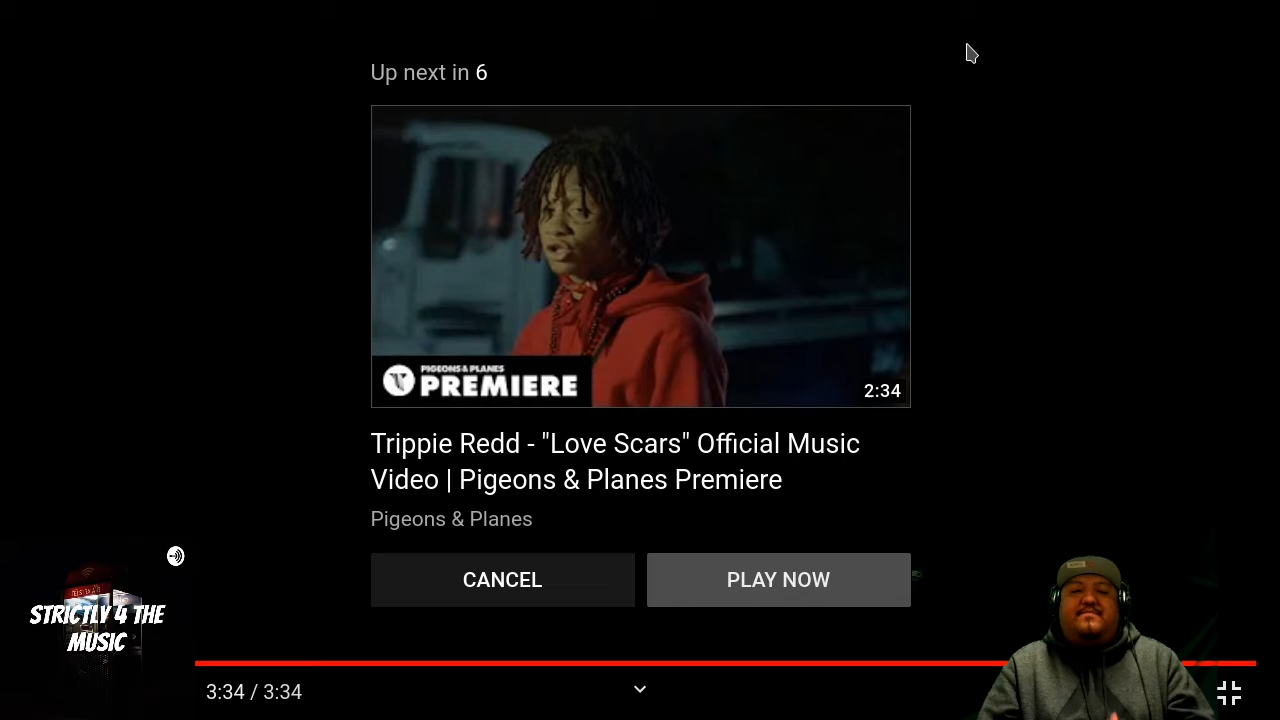 Up next in 6
PIGEONS & PLANES
PREMIERE
2:34
Trippie Redd - "Love Scars" Official Music
Video | Pigeons & Planes Premiere
Pigeons & Planes
CANCEL
PLAY NOW
STRICTLY 4 THE
MUSIC
3:34 / 3:34